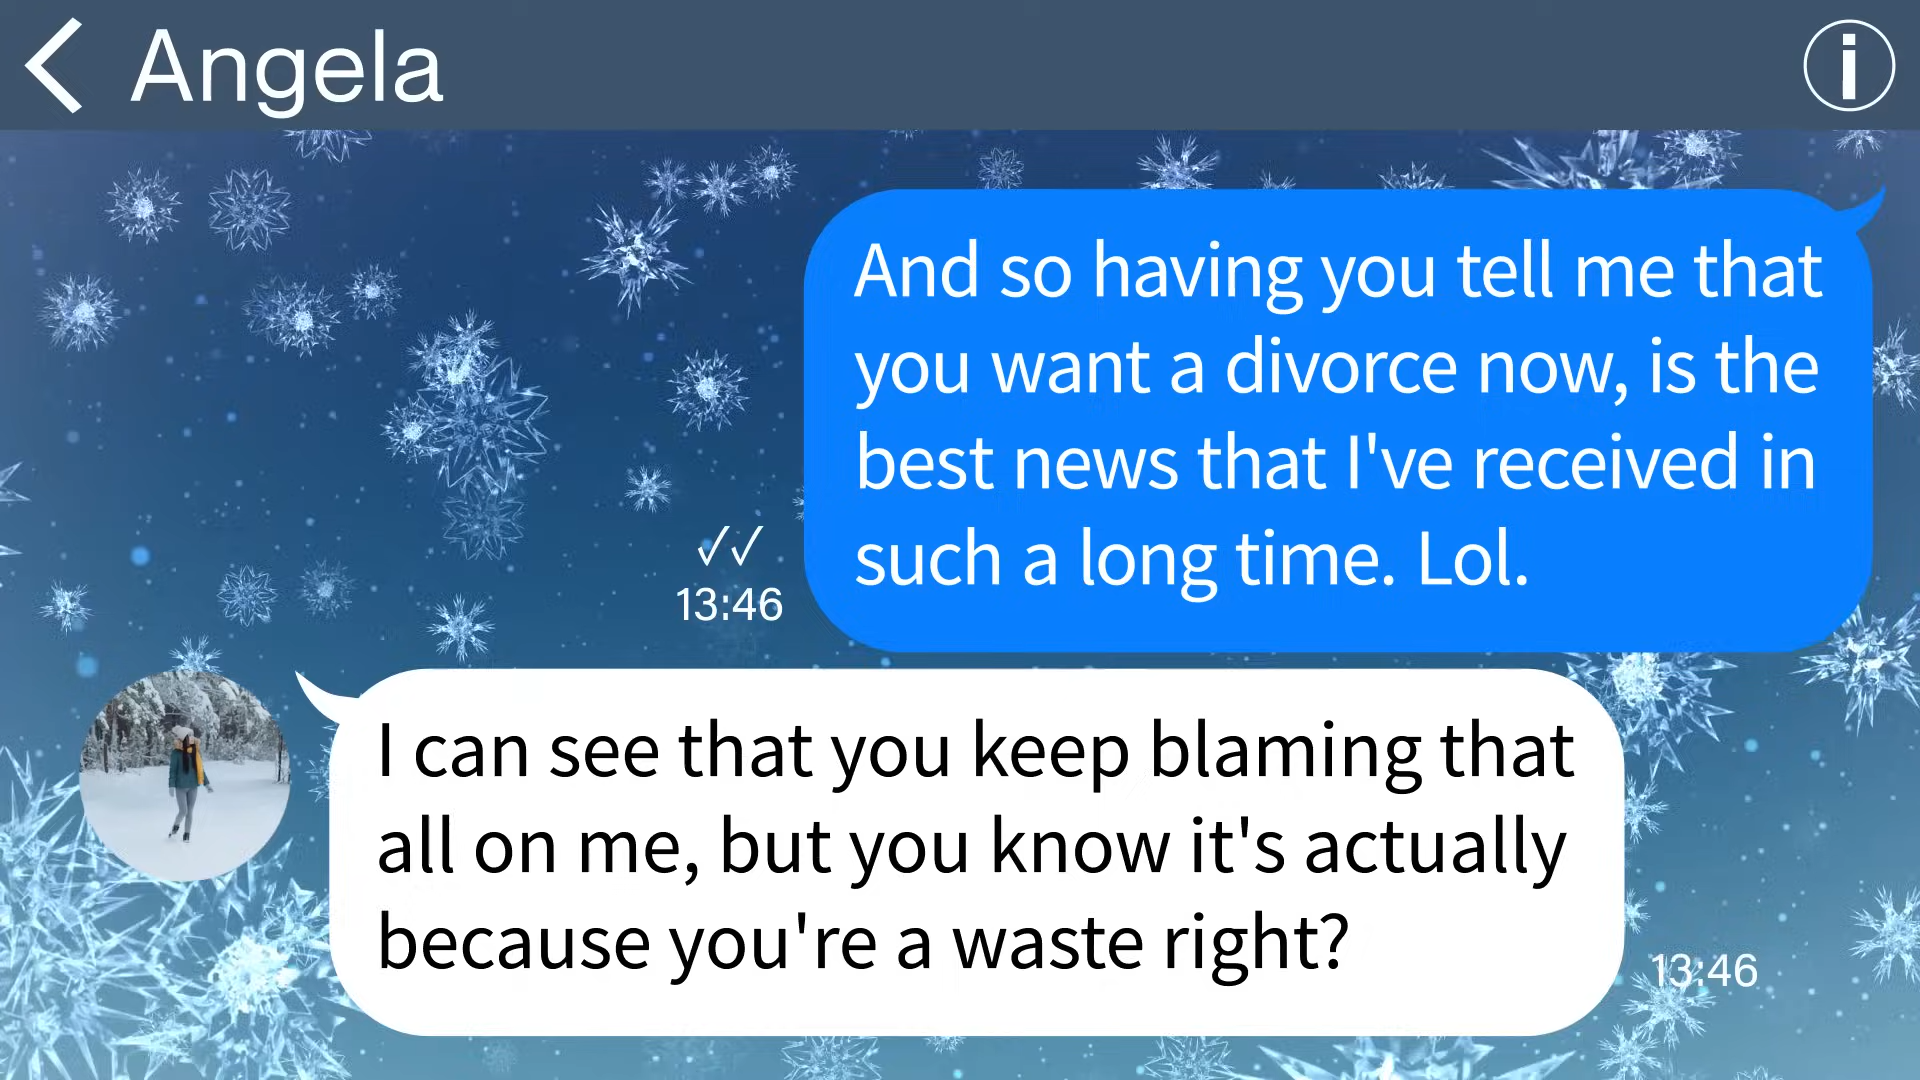 Angela
And so having you tell me that
you want a divorce now, is the
best news that I've received in
such a long time. Lol.
✓✓
13:46
I can see that you keep blaming that
all on me, but you know it's actually
because you're a waste right?
13:46